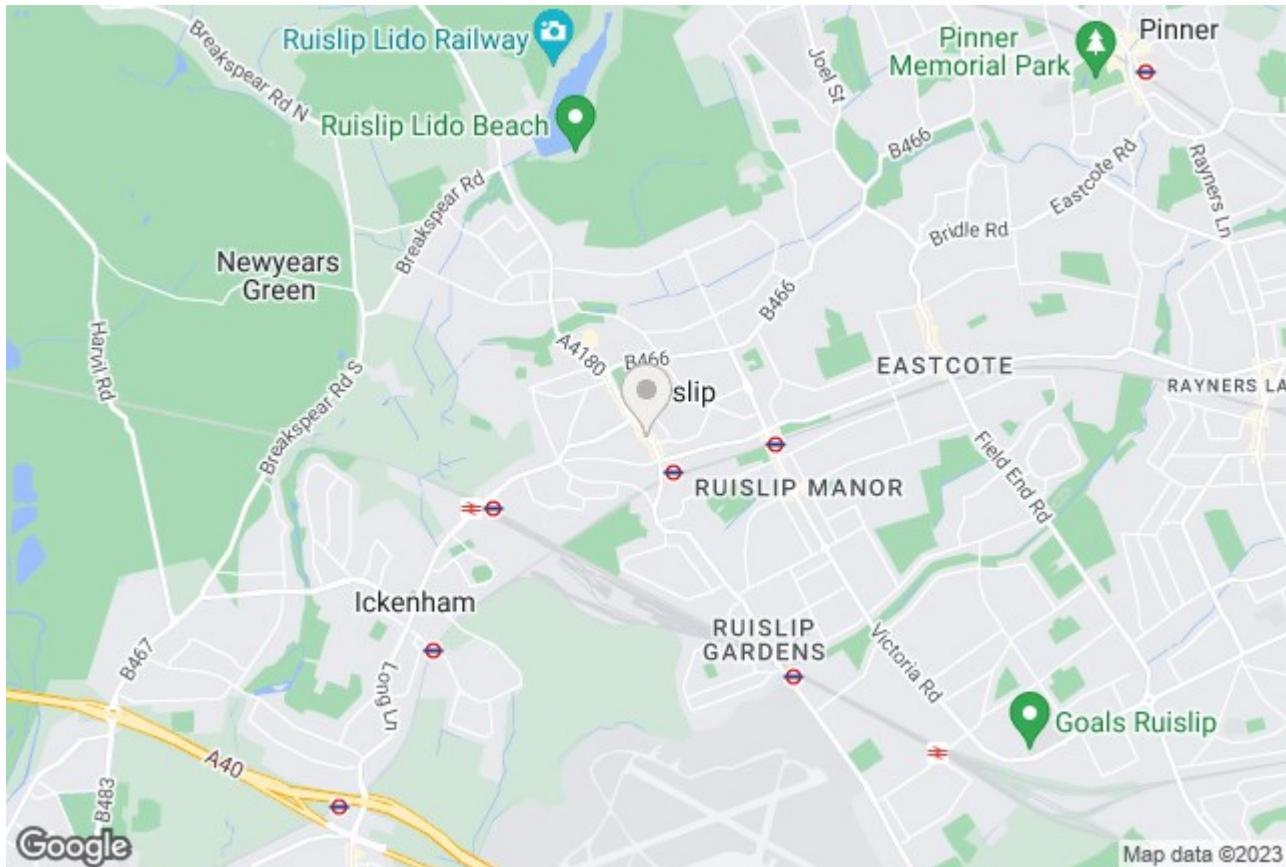 Pinner
Ruislip Lido Railway
Pinner
Memorial Park
Breakspear Rd N
Joel St
Ruislip Lido Beach
B466
Eastcote Rd
Rayners Ln
Breakspear Rd
Bridle Rd
Newyears
Green
B466
Harvil Rd
A4180
B466
EASTCOTE
slip
RAYNERS LA
Breakspear Rd S
Field End Rd
RUISLIP MANOR
Ickenham
RUISLIP
GARDENS
Victoria Rd
B467
Long Ln
Goals Ruislip
A40
B483
Google
Map data ©2023